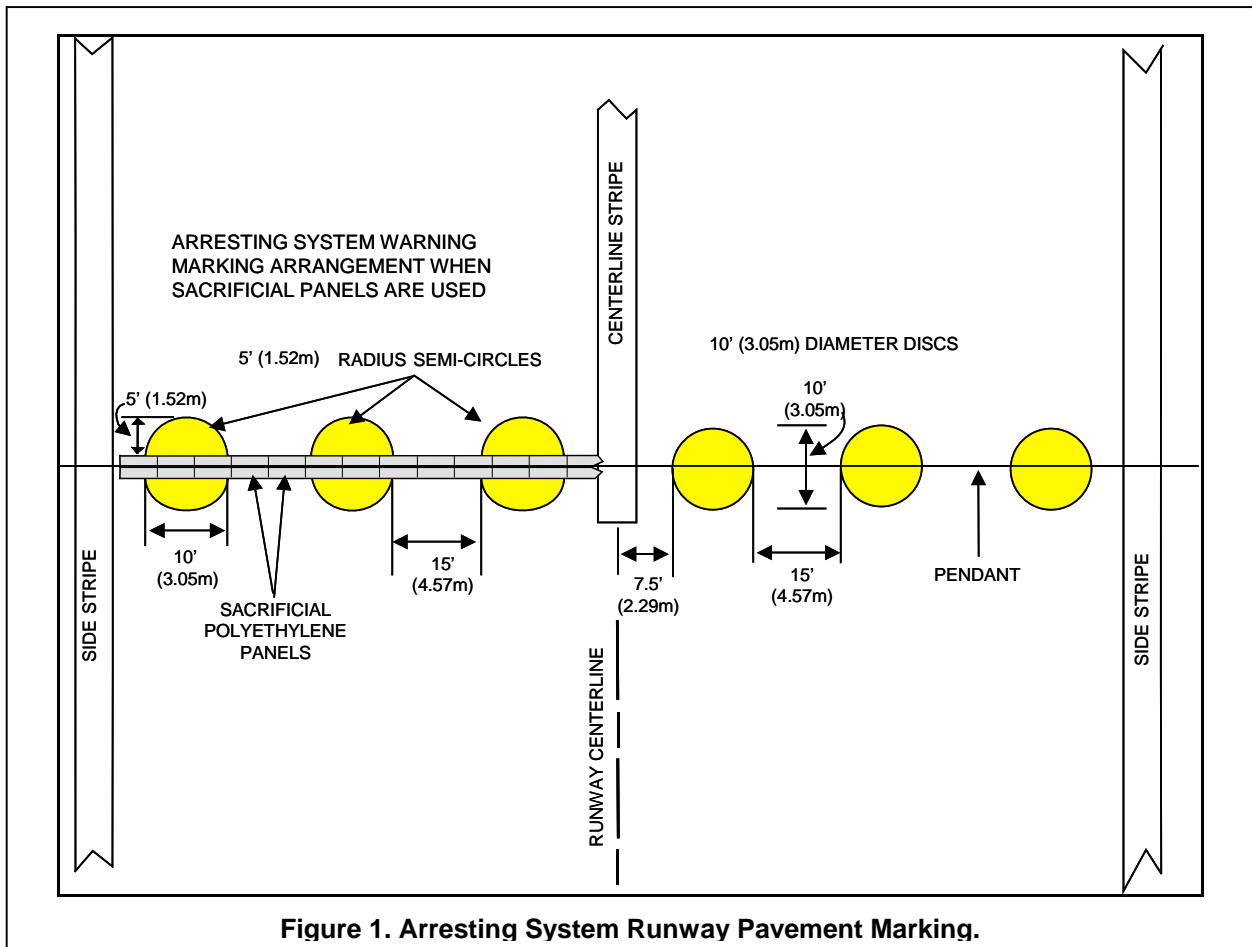 SIDE STRIPE
ARRESTING SYSTEM WARNING
MARKING ARRANGEMENT WHEN
SACRIFICIAL PANELS ARE USED
5’ (1.52m) RADIUS SEMI-CIRCLES
5’ (1.52m)
10’
(3.05m)
15’
(4.57m)
SACRIFICIAL
POLYETHYLENE
PANELS
CENTERLINE STRIPE
RUNWAY CENTERLINE
10’ (3.05m) DIAMETER DISCS
10’
(3.05m)
7.5’
(2.29m)
15’
(4.57m)
PENDANT
SIDE STRIPE
Figure 1. Arresting System Runway Pavement Marking.